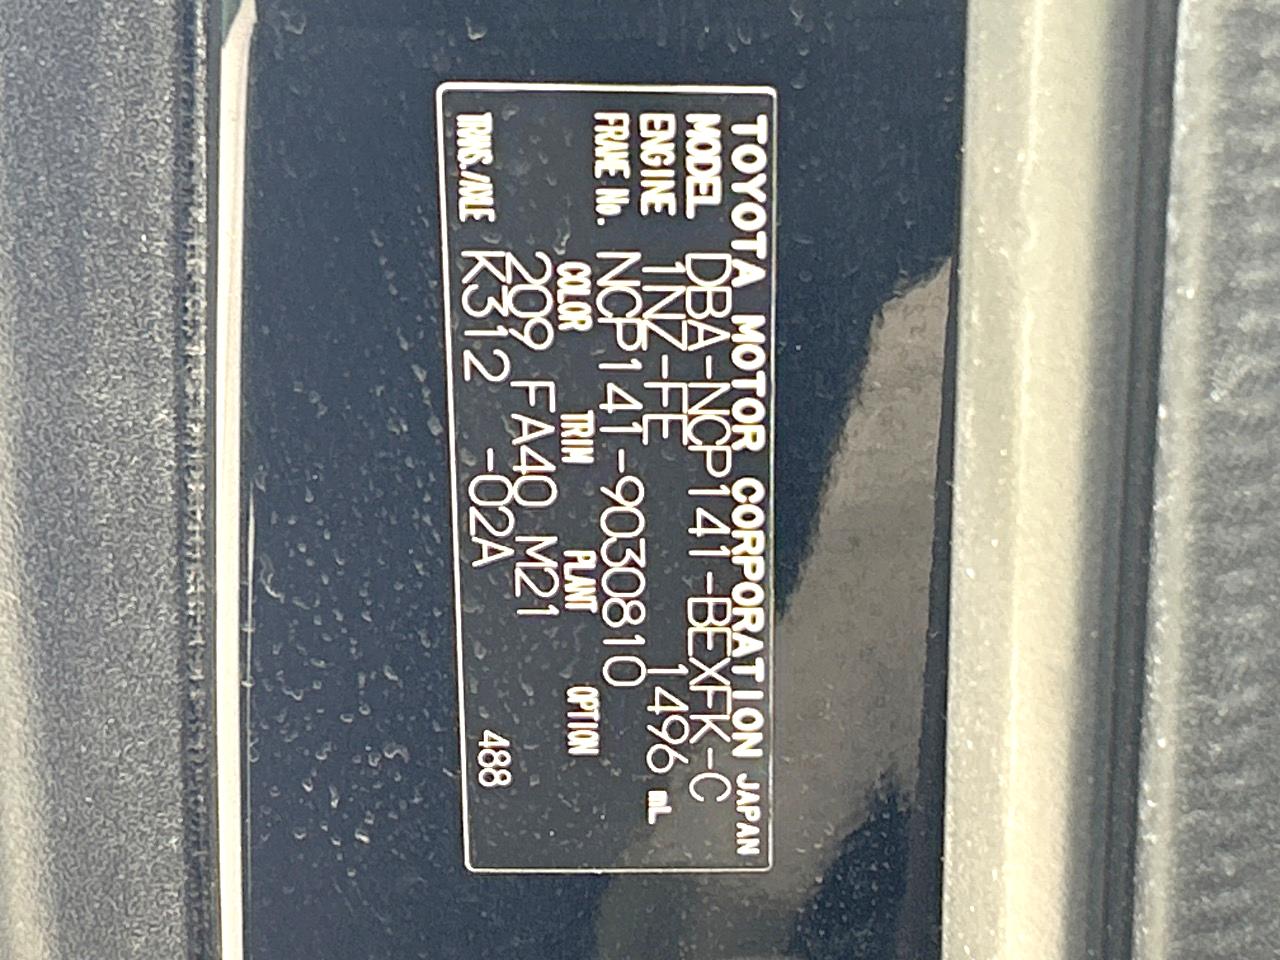 TOYOTA MOTOR CORPORATION JAPAN
MODEL DBA-NCP141-BEXFK-C
ENGINE 1NZ-FE 1496 mL
FRAME No. NCP141-9030810
COLOR TRIM PLANT OPTION
209 FA40 M21
TRANS./AXLE K312 -02A 488